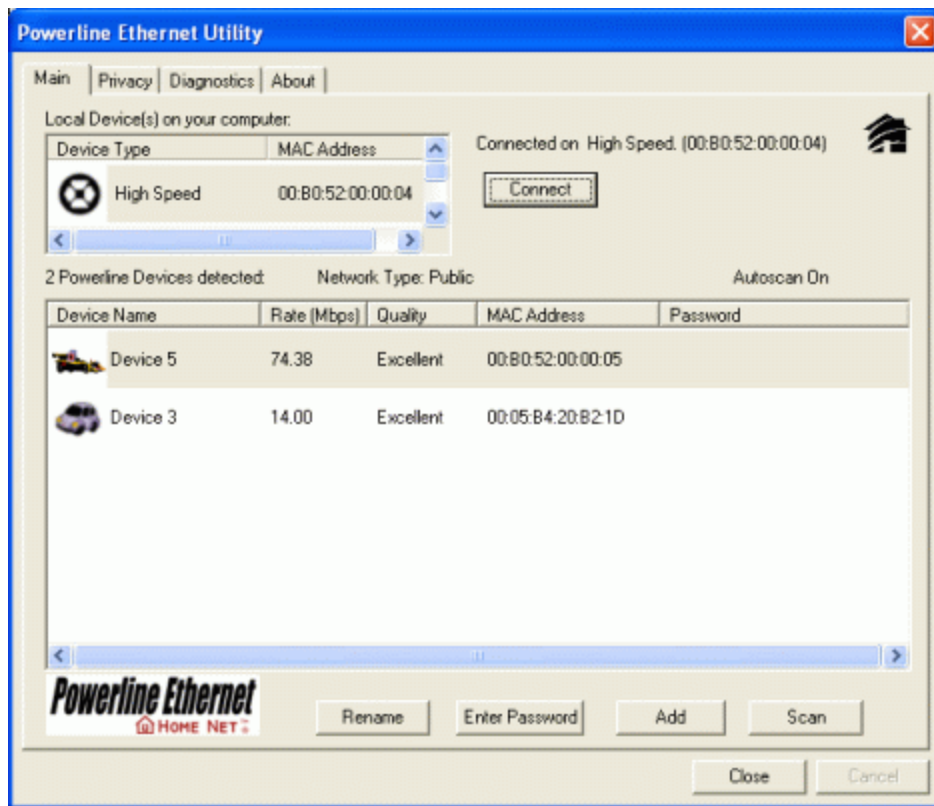 Powerline Ethernet Utility
Main Privacy Diagnostics About
Local Device(s) on your computer:
Device Type MAC Address
High Speed 00:B0:52:00:00:04
Connected on High Speed. (00:B0:52:00:00:04)
Connect
2 Powerline Devices detected: Network Type: Public Autoscan On
Device Name Rate (Mbps) Quality MAC Address Password
Device 5 74.38 Excellent 00:B0:52:00:00:05
Device 3 14.00 Excellent 00:05:B4:20:B2:1D
Powerline Ethernet
HOME NET
Rename Enter Password Add Scan
Close Cancel